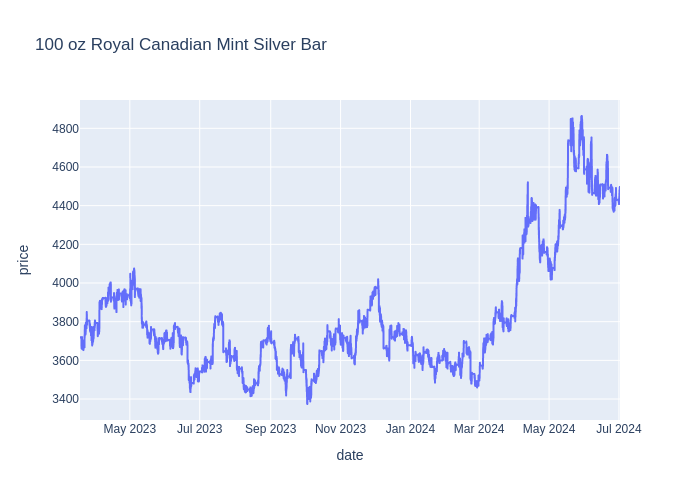 100 oz Royal Canadian Mint Silver Bar
4800
4600
4400
4200
4000
3800
3600
3400
price
May 2023 Jul 2023 Sep 2023 Nov 2023 Jan 2024 Mar 2024 May 2024 Jul 2024
date